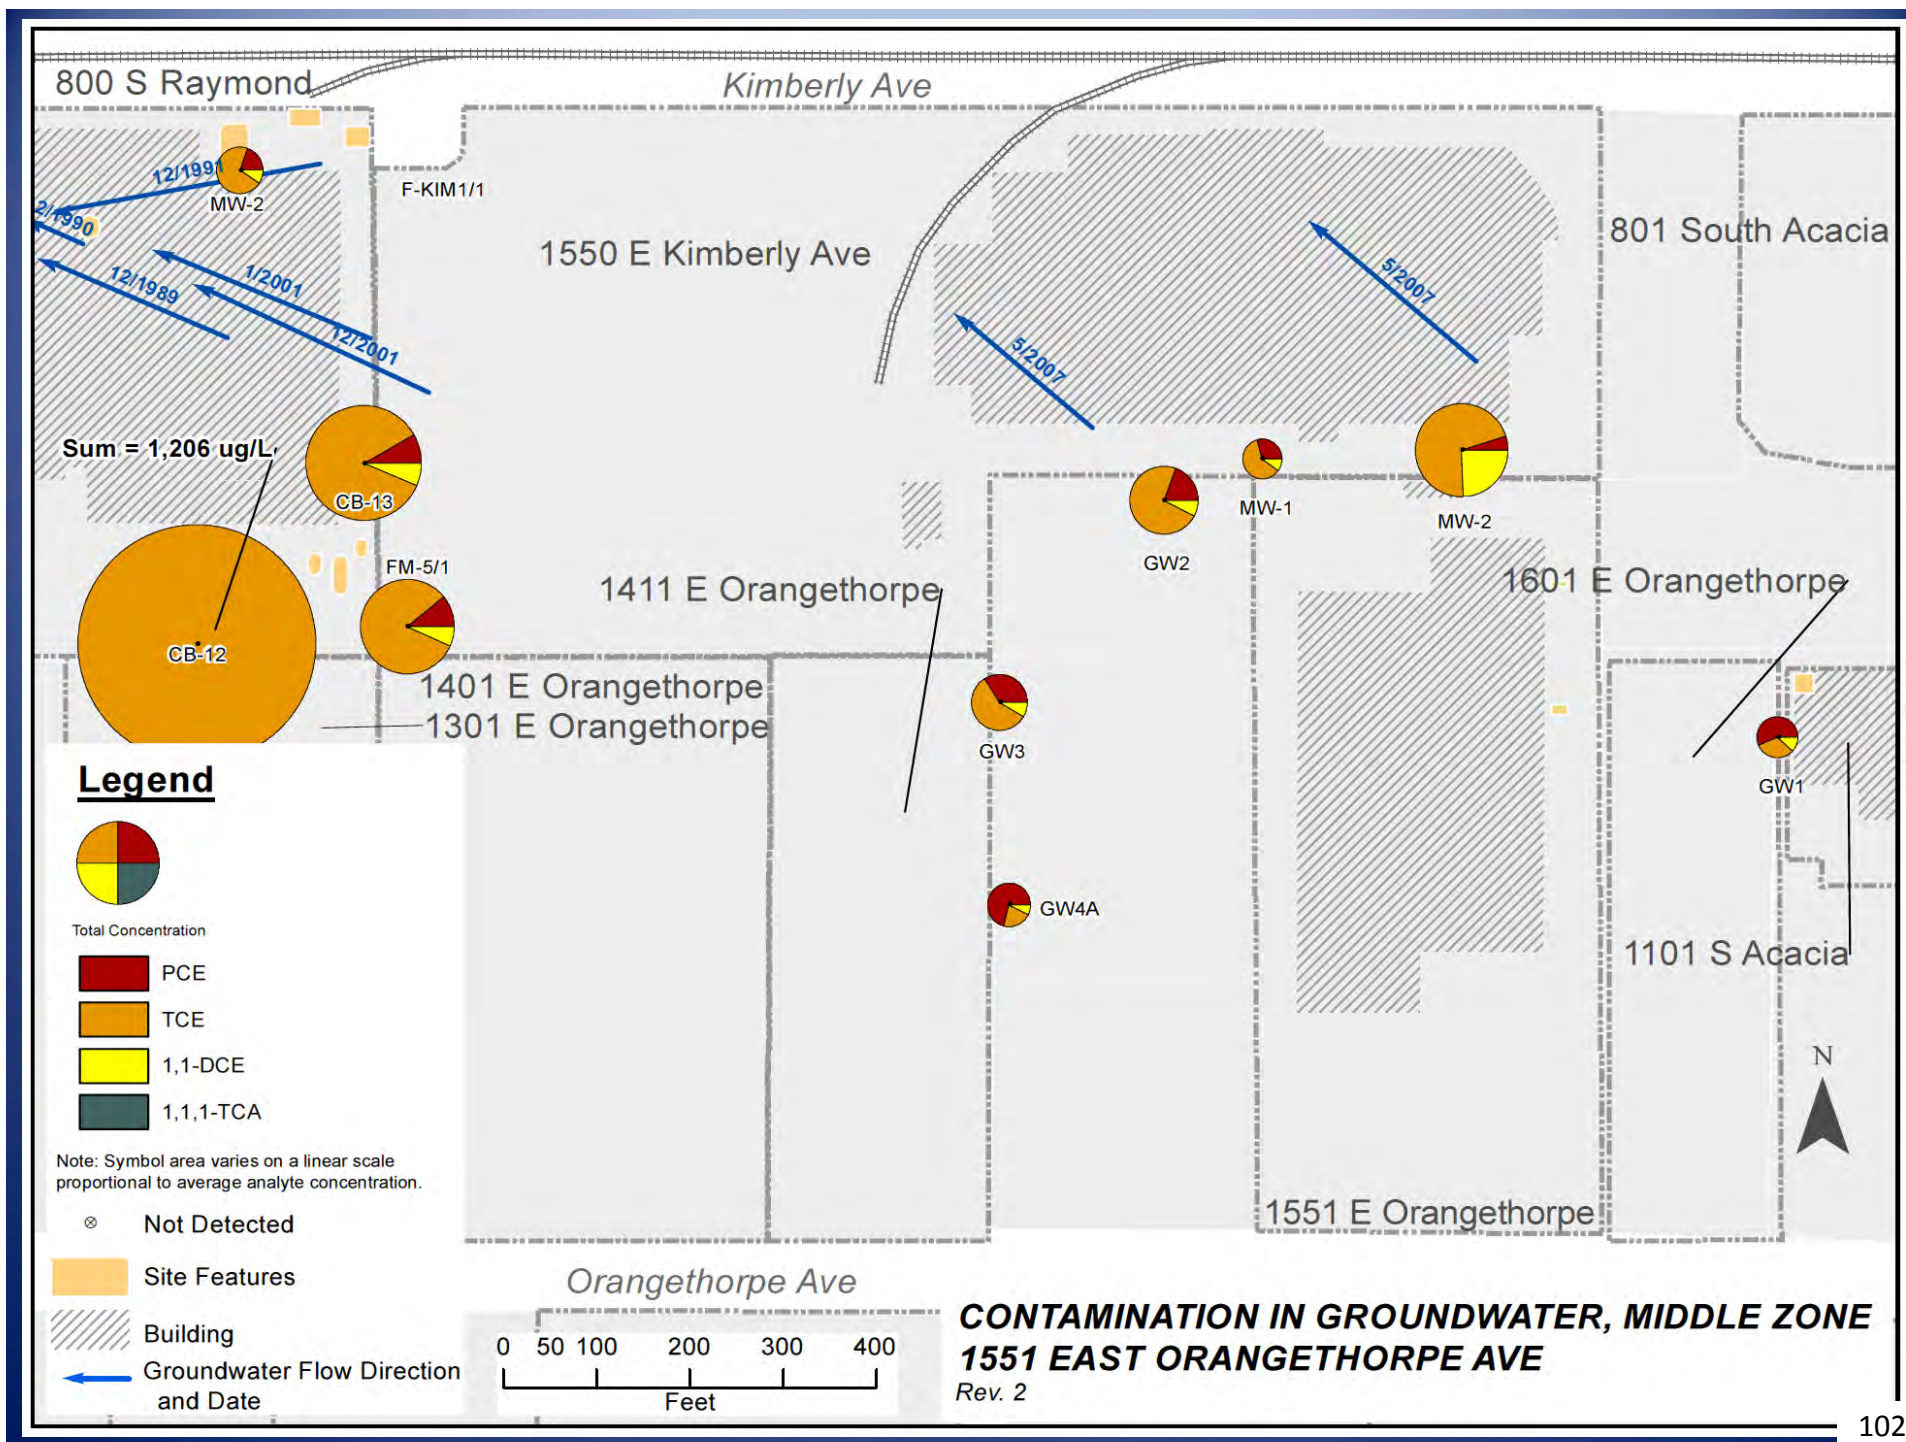 800 S Raymond
Kimberly Ave
12/1991
MW-2
F-KIM1/1
2/1990
12/1989
1/2001
12/2001
1550 E Kimberly Ave
801 South Acacia
5/2007
5/2007
Sum = 1,206 ug/L
CB-13
MW-1
MW-2
GW2
FM-5/1
1411 E Orangethorpe
1601 E Orangethorpe
CB-12
1401 E Orangethorpe
1301 E Orangethorpe
GW3
GW1
GW4A
1101 S Acacia
N
1551 E Orangethorpe
Orangethorpe Ave
Legend
Total Concentration
PCE
TCE
1,1-DCE
1,1,1-TCA
Note: Symbol area varies on a linear scale
proportional to average analyte concentration.
Not Detected
Site Features
Building
Groundwater Flow Direction
and Date
0 50 100 200 300 400
Feet
CONTAMINATION IN GROUNDWATER, MIDDLE ZONE
1551 EAST ORANGETHORPE AVE
Rev. 2
102